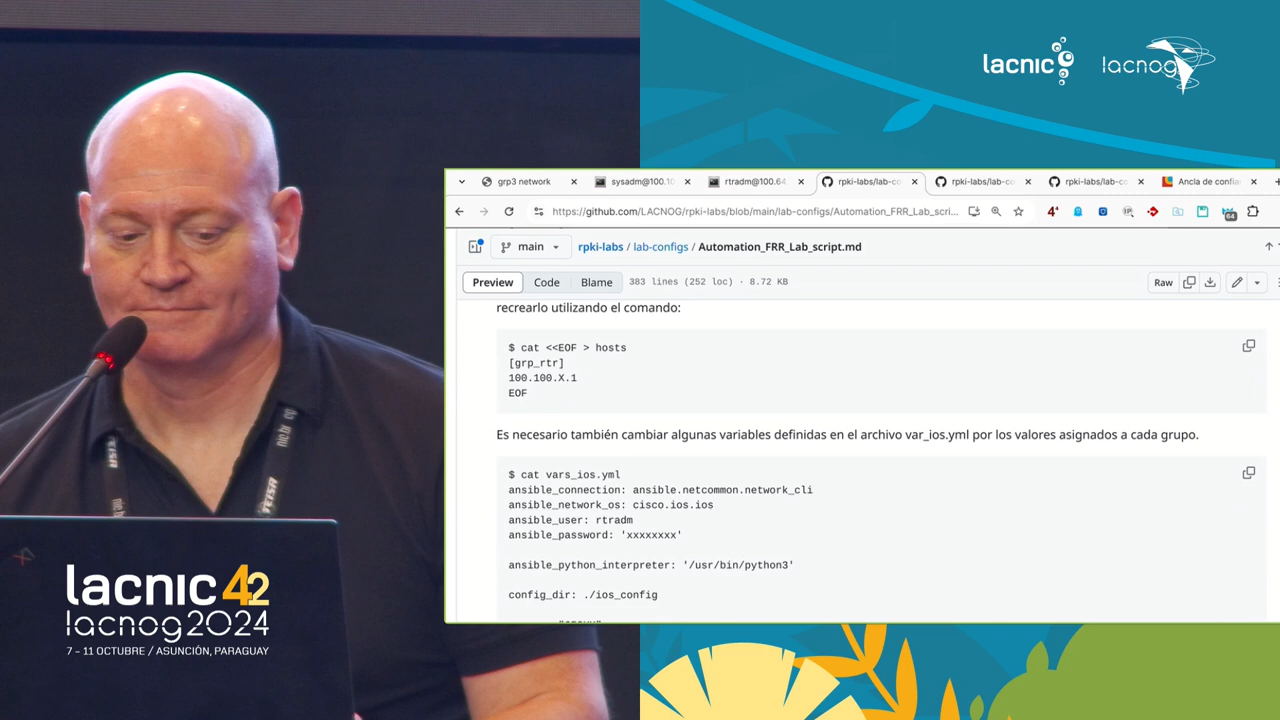 lacnic
lacnog
grp3 network
sysadm@100.10
rtradm@100.64.
rpki-labs/lab-co
rpki-labs/lab-co
rpki-labs/lab-co
Ancla de confia
https://github.com/LACNOG/rpki-labs/blob/main/lab-configs/Automation_FRR_Lab_scri...
main
rpki-labs / lab-configs / Automation_FRR_Lab_script.md
Preview
Code
Blame
383 lines (252 loc) · 8.72 KB
Raw
recrearlo utilizando el comando:
$ cat <<EOF > hosts
[grp_rtr]
100.100.X.1
EOF
Es necesario también cambiar algunas variables definidas en el archivo var_ios.yml por los valores asignados a cada grupo.
$ cat vars_ios.yml
ansible_connection: ansible.netcommon.network_cli
ansible_network_os: cisco.ios.ios
ansible_user: rtradm
ansible_password: 'xxxxxxxx'
ansible_python_interpreter: '/usr/bin/python3'
config_dir: ./ios_config
lacnic 42
lacnog2024
7 – 11 OCTUBRE / ASUNCIÓN, PARAGUAY